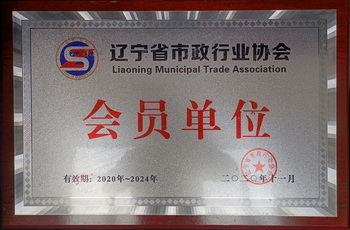 辽宁省市政行业协会
Liaoning Municipal Trade Association
会员单位
有效期：2020年~2024年
二〇二〇年十一月